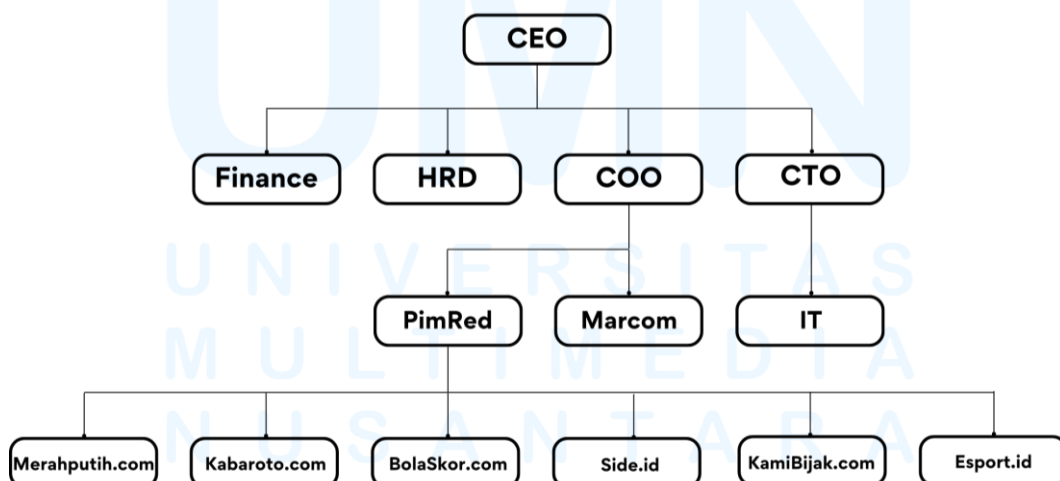 UMN
CEO
Finance
HRD
COO
CTO
UNIVERSITAS
PimRed
Marcom
IT
MULTIMEDIA
NUSANTARA
Merahputih.com
Kabaroto.com
BolaSkor.com
Side.id
KamiBijak.com
Esport.id